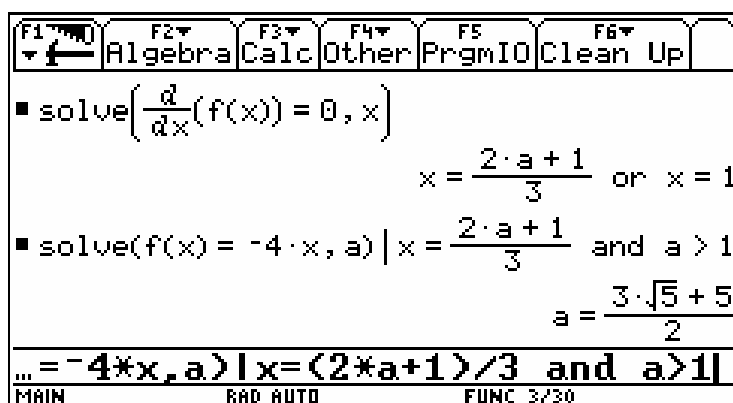 F1 F2 F3 F4 F5 F6
Algebra Calc Other PrgmIO Clean Up
■ solve(d/dx(f(x)) = 0, x)
x = (2·a + 1)/3 or x = 1
■ solve(f(x) = ⁻4·x, a) | x = (2·a + 1)/3 and a > 1
a = (3·√5 + 5)/2
…=⁻4*x,a)|x=(2*a+1)/3 and a>1
MAIN RAD AUTO FUNC 3/30